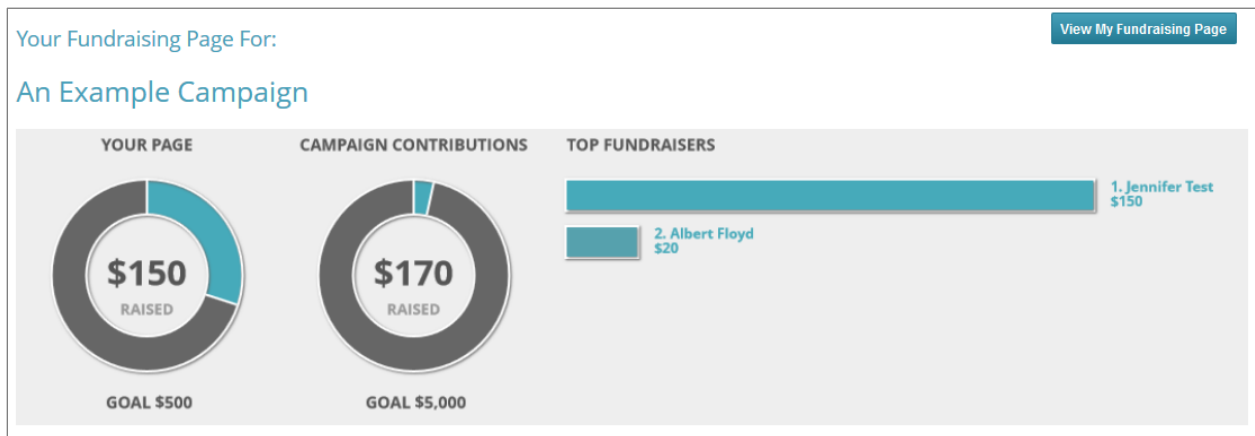 Your Fundraising Page For:
View My Fundraising Page
An Example Campaign
YOUR PAGE
$150
RAISED
GOAL $500
CAMPAIGN CONTRIBUTIONS
$170
RAISED
GOAL $5,000
TOP FUNDRAISERS
1. Jennifer Test
$150
2. Albert Floyd
$20